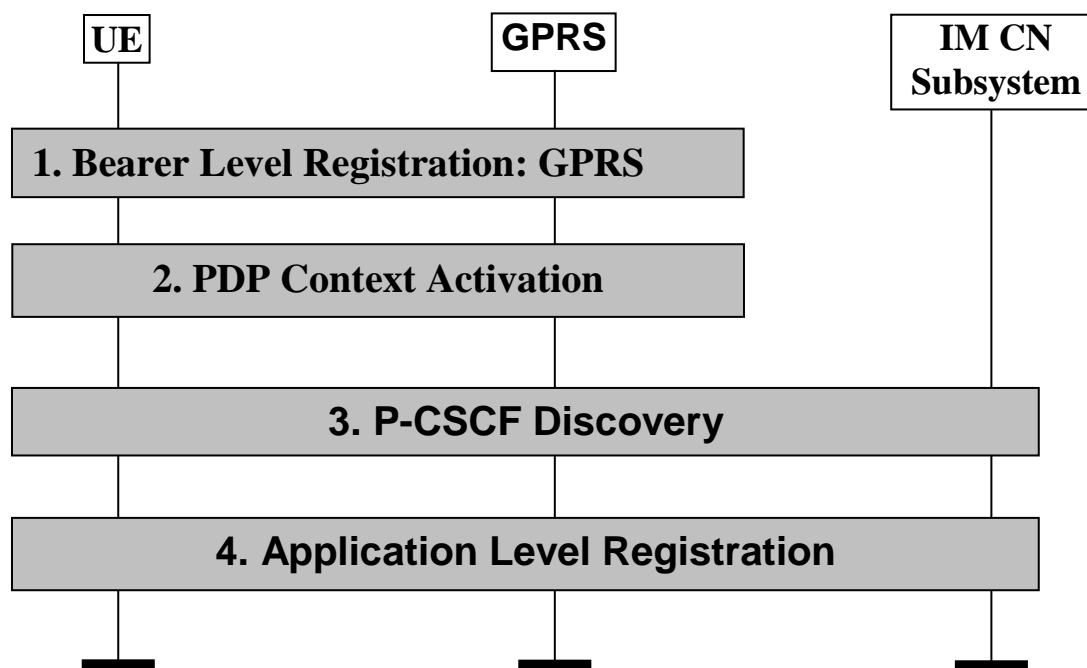 UE
GPRS
IM CN
Subsystem
1. Bearer Level Registration: GPRS
2. PDP Context Activation
3. P-CSCF Discovery
4. Application Level Registration